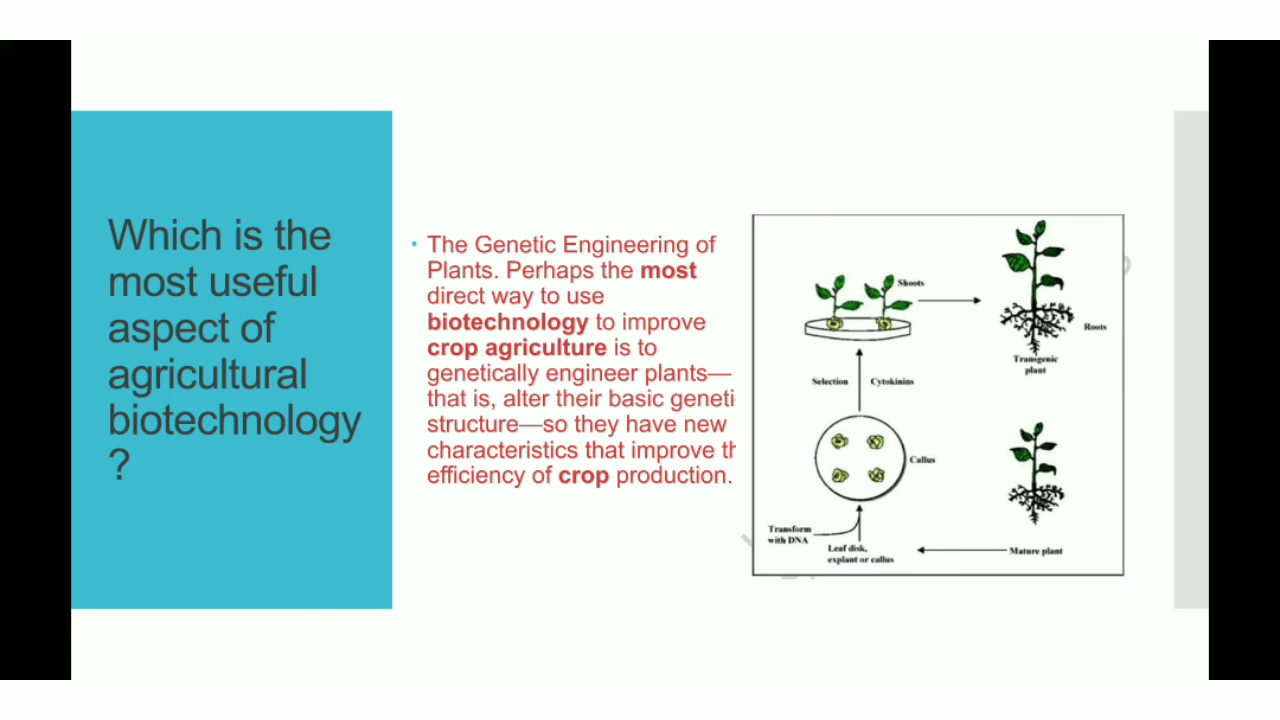 Which is the
most useful
aspect of
agricultural
biotechnology
?
• The Genetic Engineering of
Plants. Perhaps the most
direct way to use
biotechnology to improve
crop agriculture is to
genetically engineer plants—
that is, alter their basic geneti
structure—so they have new
characteristics that improve th
efficiency of crop production.
Shoots
Roots
Transgenic
plant
Selection
Cytokinins
Callus
Transform
with DNA
Leaf disk,
explant or callus
Mature plant